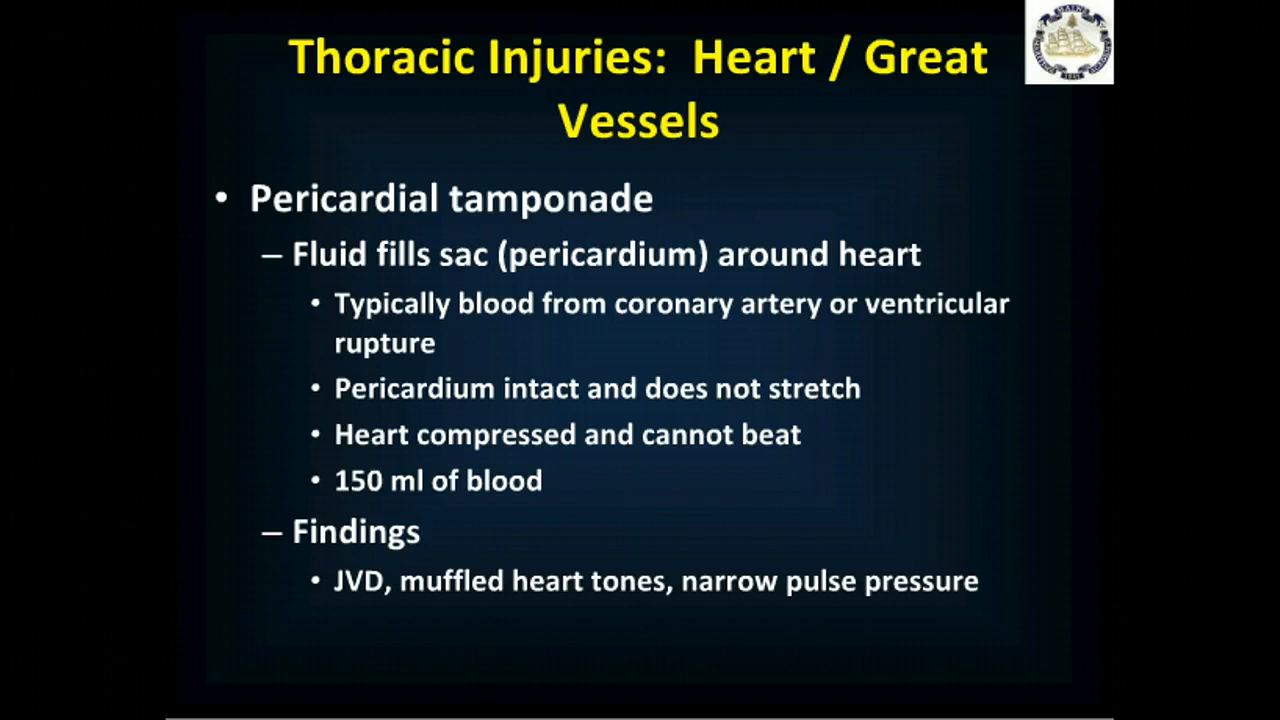 Thoracic Injuries:  Heart / Great
Vessels
• Pericardial tamponade
– Fluid fills sac (pericardium) around heart
• Typically blood from coronary artery or ventricular
rupture
• Pericardium intact and does not stretch
• Heart compressed and cannot beat
• 150 ml of blood
– Findings
• JVD, muffled heart tones, narrow pulse pressure